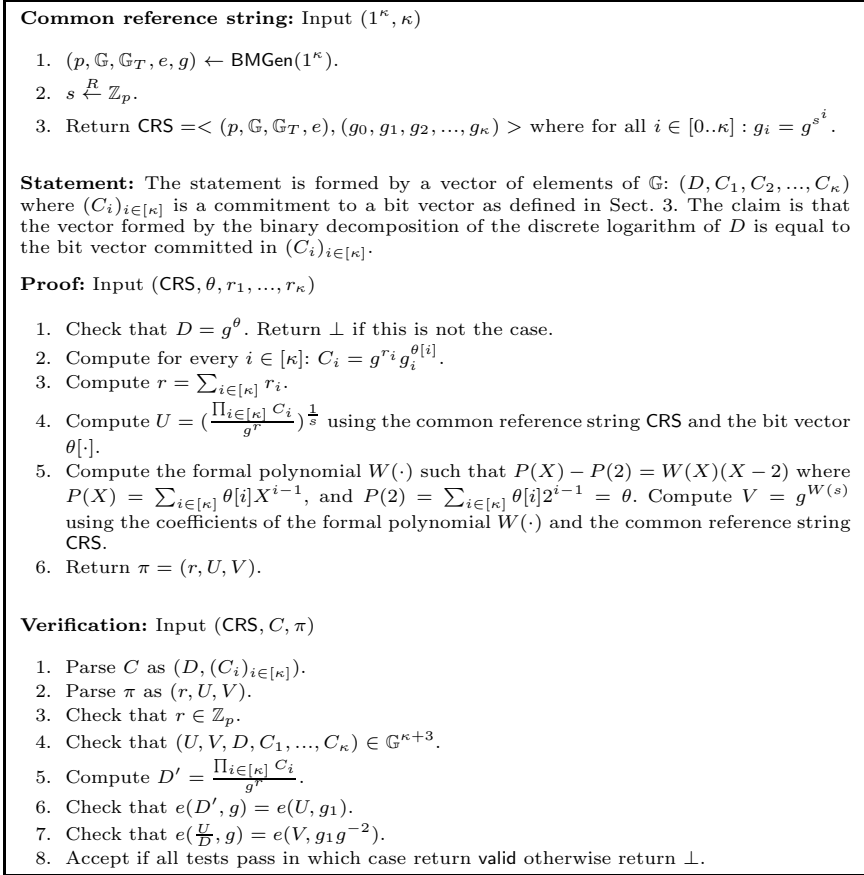 Common reference string: Input (1^κ, κ)
1. (p, 𝔾, 𝔾_T, e, g) ← BMGen(1^κ).
2. s ←^R ℤ_p.
3. Return CRS =< (p, 𝔾, 𝔾_T, e), (g_0, g_1, g_2, ..., g_κ) > where for all i ∈ [0..κ] : g_i = g^{s^i}.
Statement: The statement is formed by a vector of elements of 𝔾: (D, C_1, C_2, ..., C_κ)
where (C_i)_{i∈[κ]} is a commitment to a bit vector as defined in Sect. 3. The claim is that
the vector formed by the binary decomposition of the discrete logarithm of D is equal to
the bit vector committed in (C_i)_{i∈[κ]}.
Proof: Input (CRS, θ, r_1, ..., r_κ)
1. Check that D = g^θ. Return ⊥ if this is not the case.
2. Compute for every i ∈ [κ]: C_i = g^{r_i} g_i^{θ[i]}.
3. Compute r = ∑_{i∈[κ]} r_i.
4. Compute U = (\frac{∏_{i∈[κ]} C_i}{g^r})^{\frac{1}{s}} using the common reference string CRS and the bit vector
θ[·].
5. Compute the formal polynomial W(·) such that P(X) − P(2) = W(X)(X − 2) where
P(X) = ∑_{i∈[κ]} θ[i]X^{i−1}, and P(2) = ∑_{i∈[κ]} θ[i]2^{i−1} = θ. Compute V = g^{W(s)}
using the coefficients of the formal polynomial W(·) and the common reference string
CRS.
6. Return π = (r, U, V).
Verification: Input (CRS, C, π)
1. Parse C as (D, (C_i)_{i∈[κ]}).
2. Parse π as (r, U, V).
3. Check that r ∈ ℤ_p.
4. Check that (U, V, D, C_1, ..., C_κ) ∈ 𝔾^{κ+3}.
5. Compute D′ = \frac{∏_{i∈[κ]} C_i}{g^r}.
6. Check that e(D′, g) = e(U, g_1).
7. Check that e(\frac{U}{D}, g) = e(V, g_1 g^{−2}).
8. Accept if all tests pass in which case return valid otherwise return ⊥.